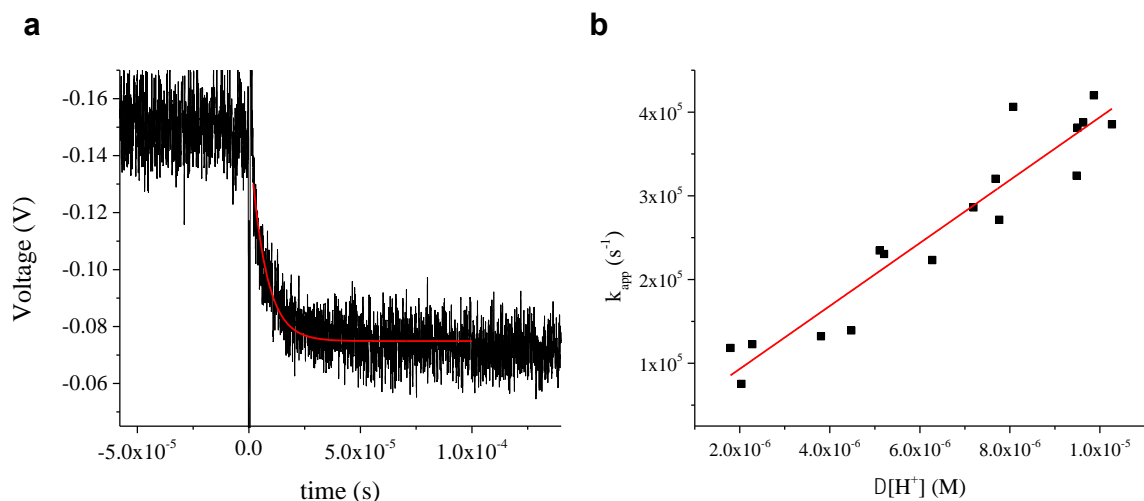 a
b
-0.16
-0.14
-0.12
-0.10
-0.08
-0.06
Voltage (V)
-5.0x10⁻⁵
0.0
5.0x10⁻⁵
1.0x10⁻⁴
time (s)
4x10⁵
3x10⁵
2x10⁵
1x10⁵
k_app (s⁻¹)
2.0x10⁻⁶
4.0x10⁻⁶
6.0x10⁻⁶
8.0x10⁻⁶
1.0x10⁻⁵
D[H⁺] (M)